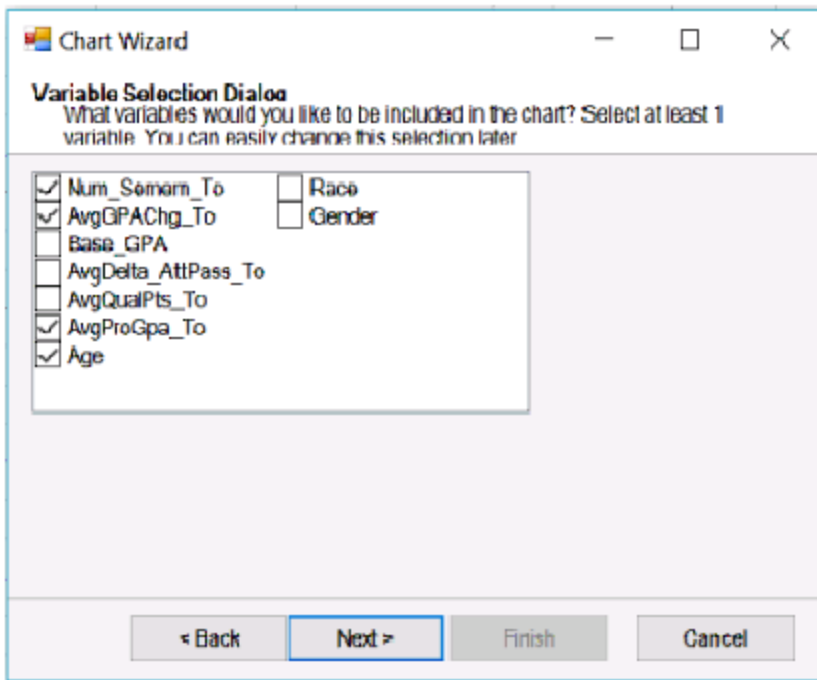 Chart Wizard
Variable Selection Dialog
What variables would you like to be included in the chart? Select at least 1
variable. You can easily change this selection later
Num_Semern_To
Race
AvgGPAChg_To
Gender
Base_GPA
AvgDelta_AttPass_To
AvgQualPts_To
AvgProGpa_To
Age
< Back
Next >
Finish
Cancel